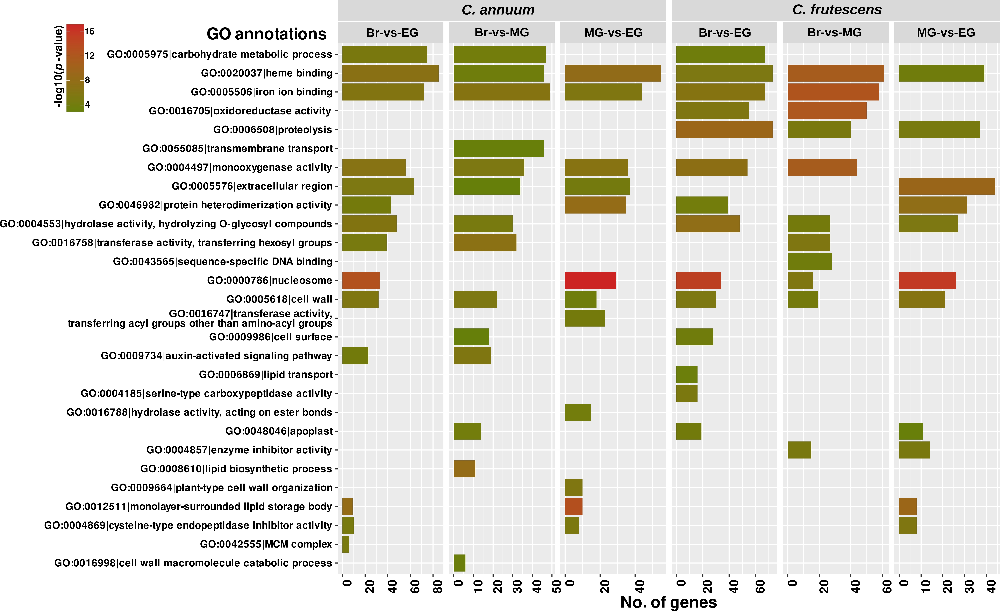 C. annuum
C. frutescens
GO annotations
Br-vs-EG
Br-vs-MG
MG-vs-EG
Br-vs-EG
Br-vs-MG
MG-vs-EG
-log10(p -value)
16
12
8
4
GO:0005975|carbohydrate metabolic process
GO:0020037|heme binding
GO:0005506|iron ion binding
GO:0016705|oxidoreductase activity
GO:0006508|proteolysis
GO:0055085|transmembrane transport
GO:0004497|monooxygenase activity
GO:0005576|extracellular region
GO:0046982|protein heterodimerization activity
GO:0004553|hydrolase activity, hydrolyzing O-glycosyl compounds
GO:0016758|transferase activity, transferring hexosyl groups
GO:0043565|sequence-specific DNA binding
GO:0000786|nucleosome
GO:0005618|cell wall
GO:0016747|transferase activity,
transferring acyl groups other than amino-acyl groups
GO:0009986|cell surface
GO:0009734|auxin-activated signaling pathway
GO:0006869|lipid transport
GO:0004185|serine-type carboxypeptidase activity
GO:0016788|hydrolase activity, acting on ester bonds
GO:0048046|apoplast
GO:0004857|enzyme inhibitor activity
GO:0008610|lipid biosynthetic process
GO:0009664|plant-type cell wall organization
GO:0012511|monolayer-surrounded lipid storage body
GO:0004869|cysteine-type endopeptidase inhibitor activity
GO:0042555|MCM complex
GO:0016998|cell wall macromolecule catabolic process
0 20 40 60 80
0 10 20 30 40 50
0 20 40
0 20 40 60
0 20 40 60
0 10 20 30 40
No. of genes